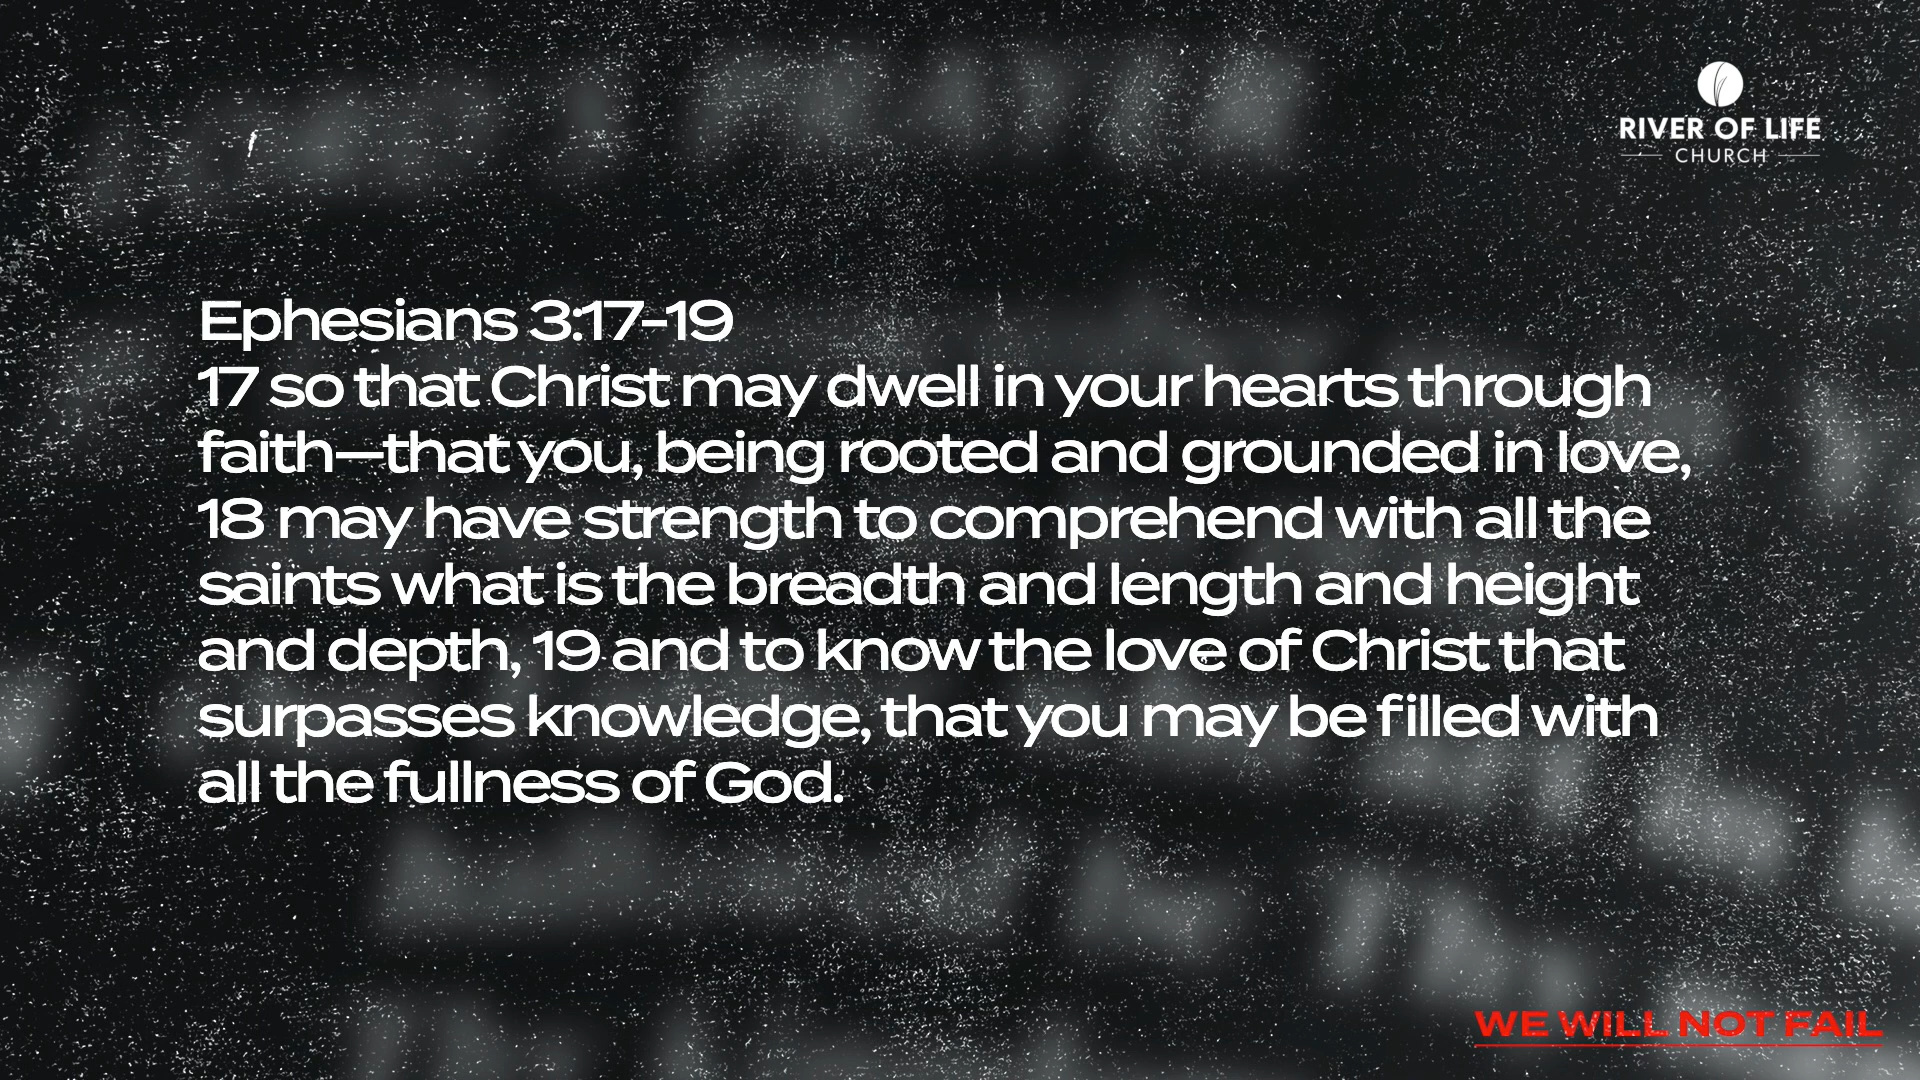 RIVER OF LIFE
CHURCH
Ephesians 3:17-19
17 so that Christ may dwell in your hearts through
faith—that you, being rooted and grounded in love,
18 may have strength to comprehend with all the
saints what is the breadth and length and height
and depth, 19 and to know the love of Christ that
surpasses knowledge, that you may be filled with
all the fullness of God.
WE WILL NOT FAIL